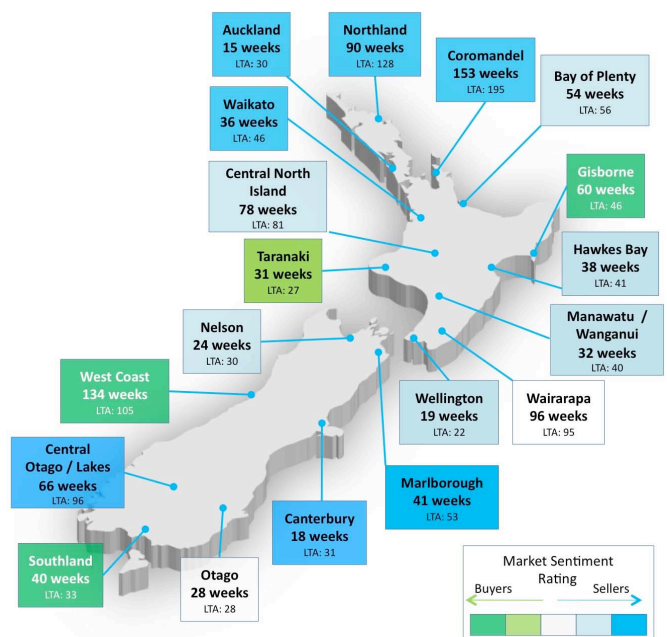 Auckland
15 weeks
LTA: 30
Northland
90 weeks
LTA: 128
Coromandel
153 weeks
LTA: 195
Bay of Plenty
54 weeks
LTA: 56
Waikato
36 weeks
LTA: 46
Central North
Island
78 weeks
LTA: 81
Gisborne
60 weeks
LTA: 46
Taranaki
31 weeks
LTA: 27
Hawkes Bay
38 weeks
LTA: 41
Nelson
24 weeks
LTA: 30
Manawatu /
Wanganui
32 weeks
LTA: 40
West Coast
134 weeks
LTA: 105
Wellington
19 weeks
LTA: 22
Wairarapa
96 weeks
LTA: 95
Central
Otago / Lakes
66 weeks
LTA: 96
Marlborough
41 weeks
LTA: 53
Canterbury
18 weeks
LTA: 31
Southland
40 weeks
LTA: 33
Otago
28 weeks
LTA: 28
Market Sentiment
Rating
Buyers Sellers